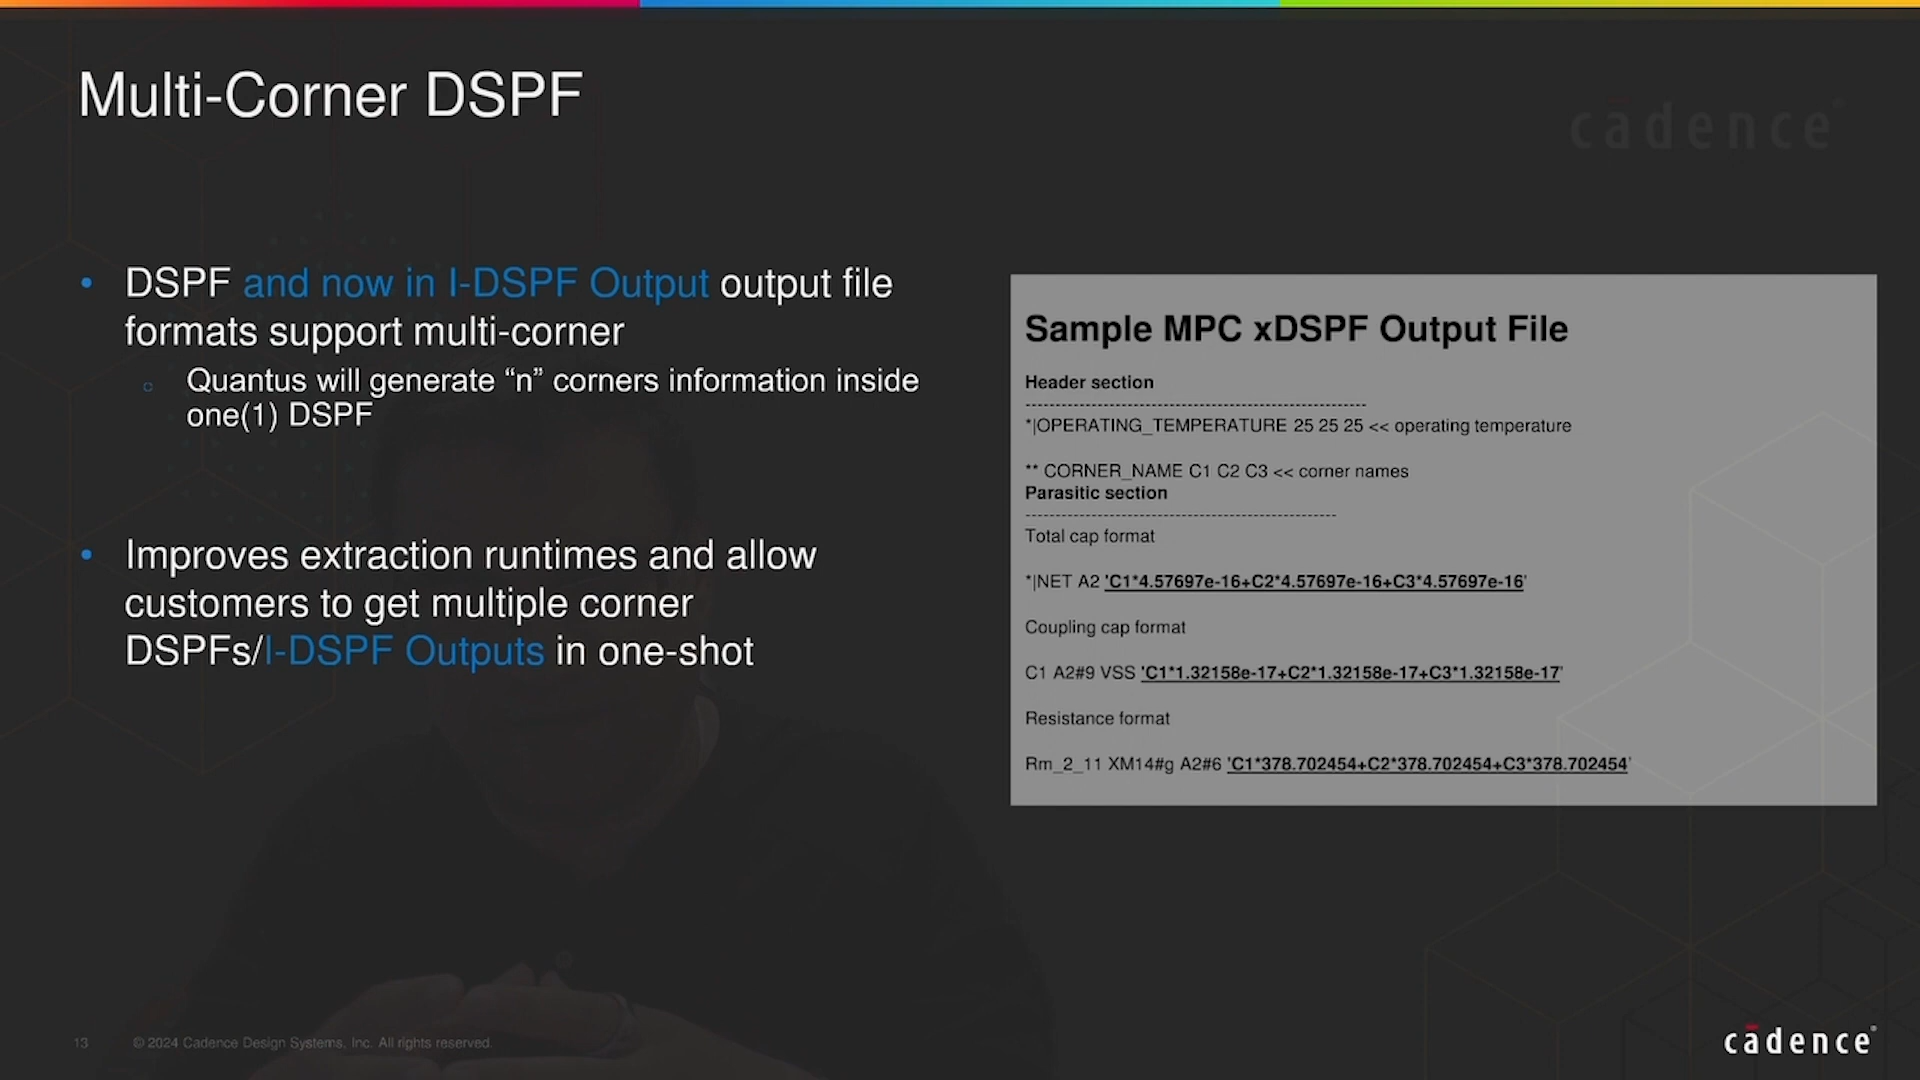 Multi-Corner DSPF
cadence
• DSPF and now in I-DSPF Output output file
formats support multi-corner
○ Quantus will generate “n” corners information inside
one(1) DSPF
• Improves extraction runtimes and allow
customers to get multiple corner
DSPFs/I-DSPF Outputs in one-shot
Sample MPC xDSPF Output File
Header section
---------------------------------------------------------
*|OPERATING_TEMPERATURE 25 25 25 << operating temperature
** CORNER_NAME C1 C2 C3 << corner names
Parasitic section
----------------------------------------------------
Total cap format
*|NET A2 'C1*4.57697e-16+C2*4.57697e-16+C3*4.57697e-16'
Coupling cap format
C1 A2#9 VSS 'C1*1.32158e-17+C2*1.32158e-17+C3*1.32158e-17'
Resistance format
Rm_2_11 XM14#g A2#6 'C1*378.702454+C2*378.702454+C3*378.702454'
13 © 2024 Cadence Design Systems, Inc. All rights reserved.
cādence®